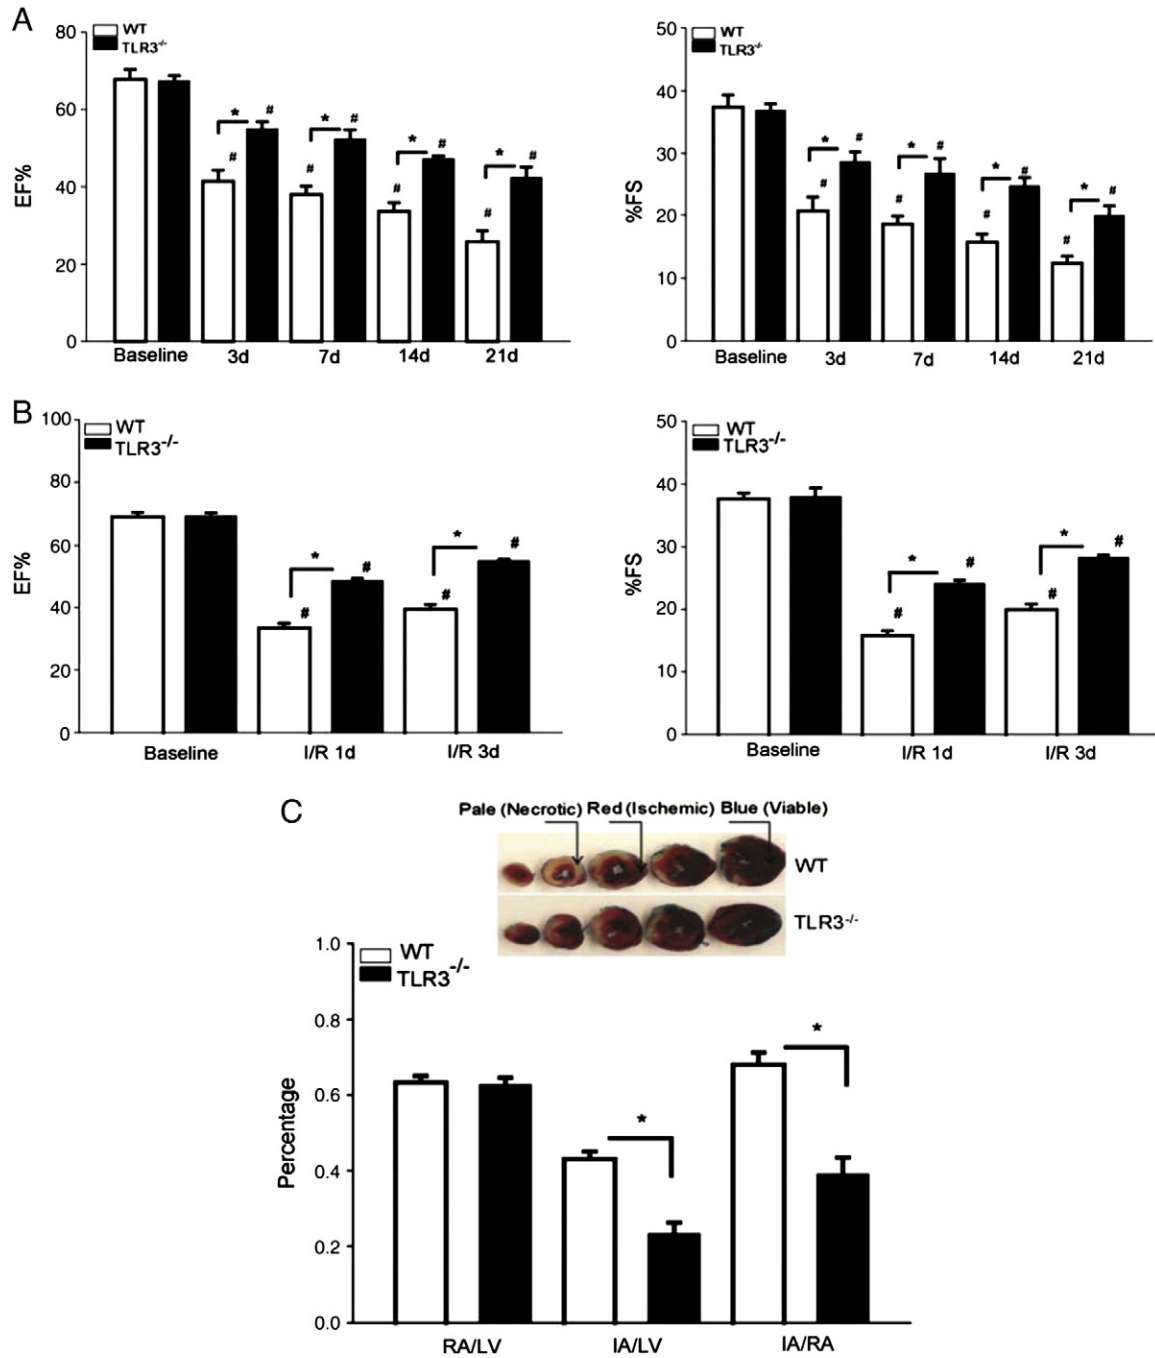 A
80
60
40
20
0
EF%
WT
TLR3-/-
* # # * # # * # # * # #
Baseline 3d 7d 14d 21d
50
40
30
20
10
0
%FS
WT
TLR3-/-
* # # * # # * # # * # #
Baseline 3d 7d 14d 21d
B
100
80
60
40
20
0
EF%
WT
TLR3-/-
* # # * # #
Baseline I/R 1d I/R 3d
50
40
30
20
10
0
%FS
WT
TLR3-/-
* # # * # #
Baseline I/R 1d I/R 3d
C
Pale (Necrotic) Red (Ischemic) Blue (Viable)
WT
TLR3-/-
1.0
0.8
0.6
0.4
0.2
0.0
Percentage
WT
TLR3-/-
* *
RA/LV IA/LV IA/RA